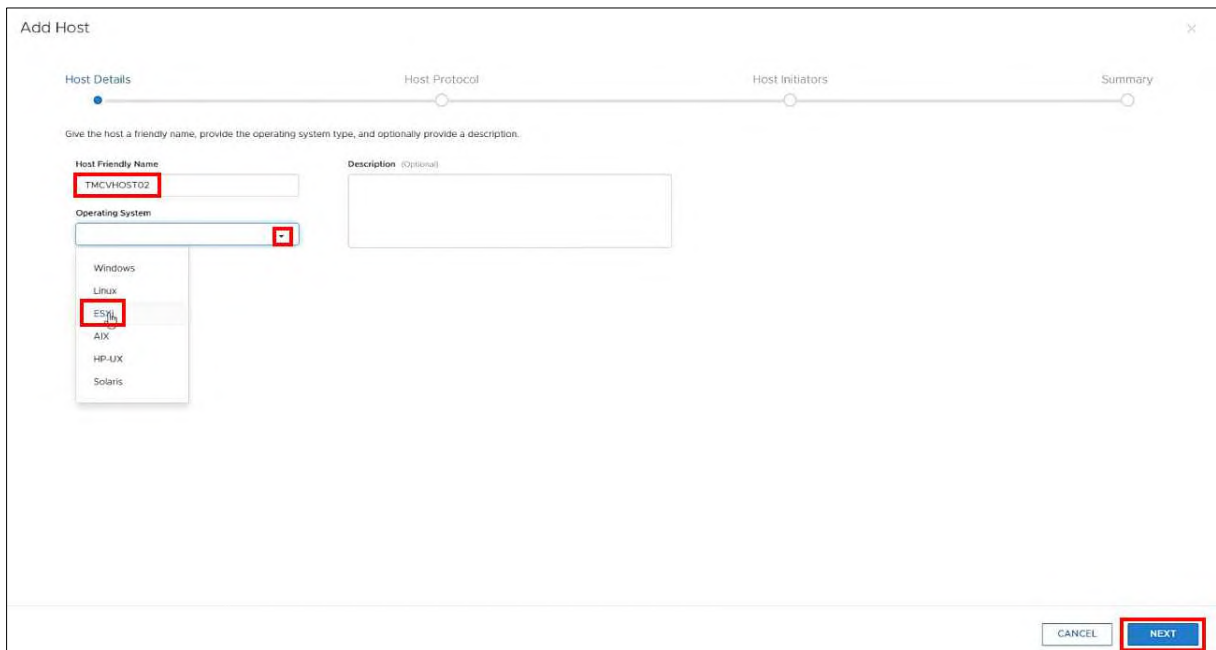 Add Host
Host Details Host Protocol Host Initiators Summary
Give the host a friendly name, provide the operating system type, and optionally provide a description.
Host Friendly Name Description (Optional)
TMCVHOST02
Operating System
Windows
Linux
ESXi
AIX
HP-UX
Solaris
CANCEL NEXT